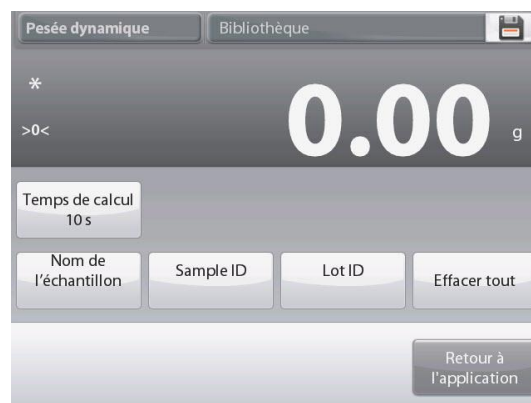 Pesée dynamique
Bibliothèque
*
>0<
0.00 g
Temps de calcul
10 s
Nom de
l'échantillon
Sample ID
Lot ID
Effacer tout
Retour à
l'application